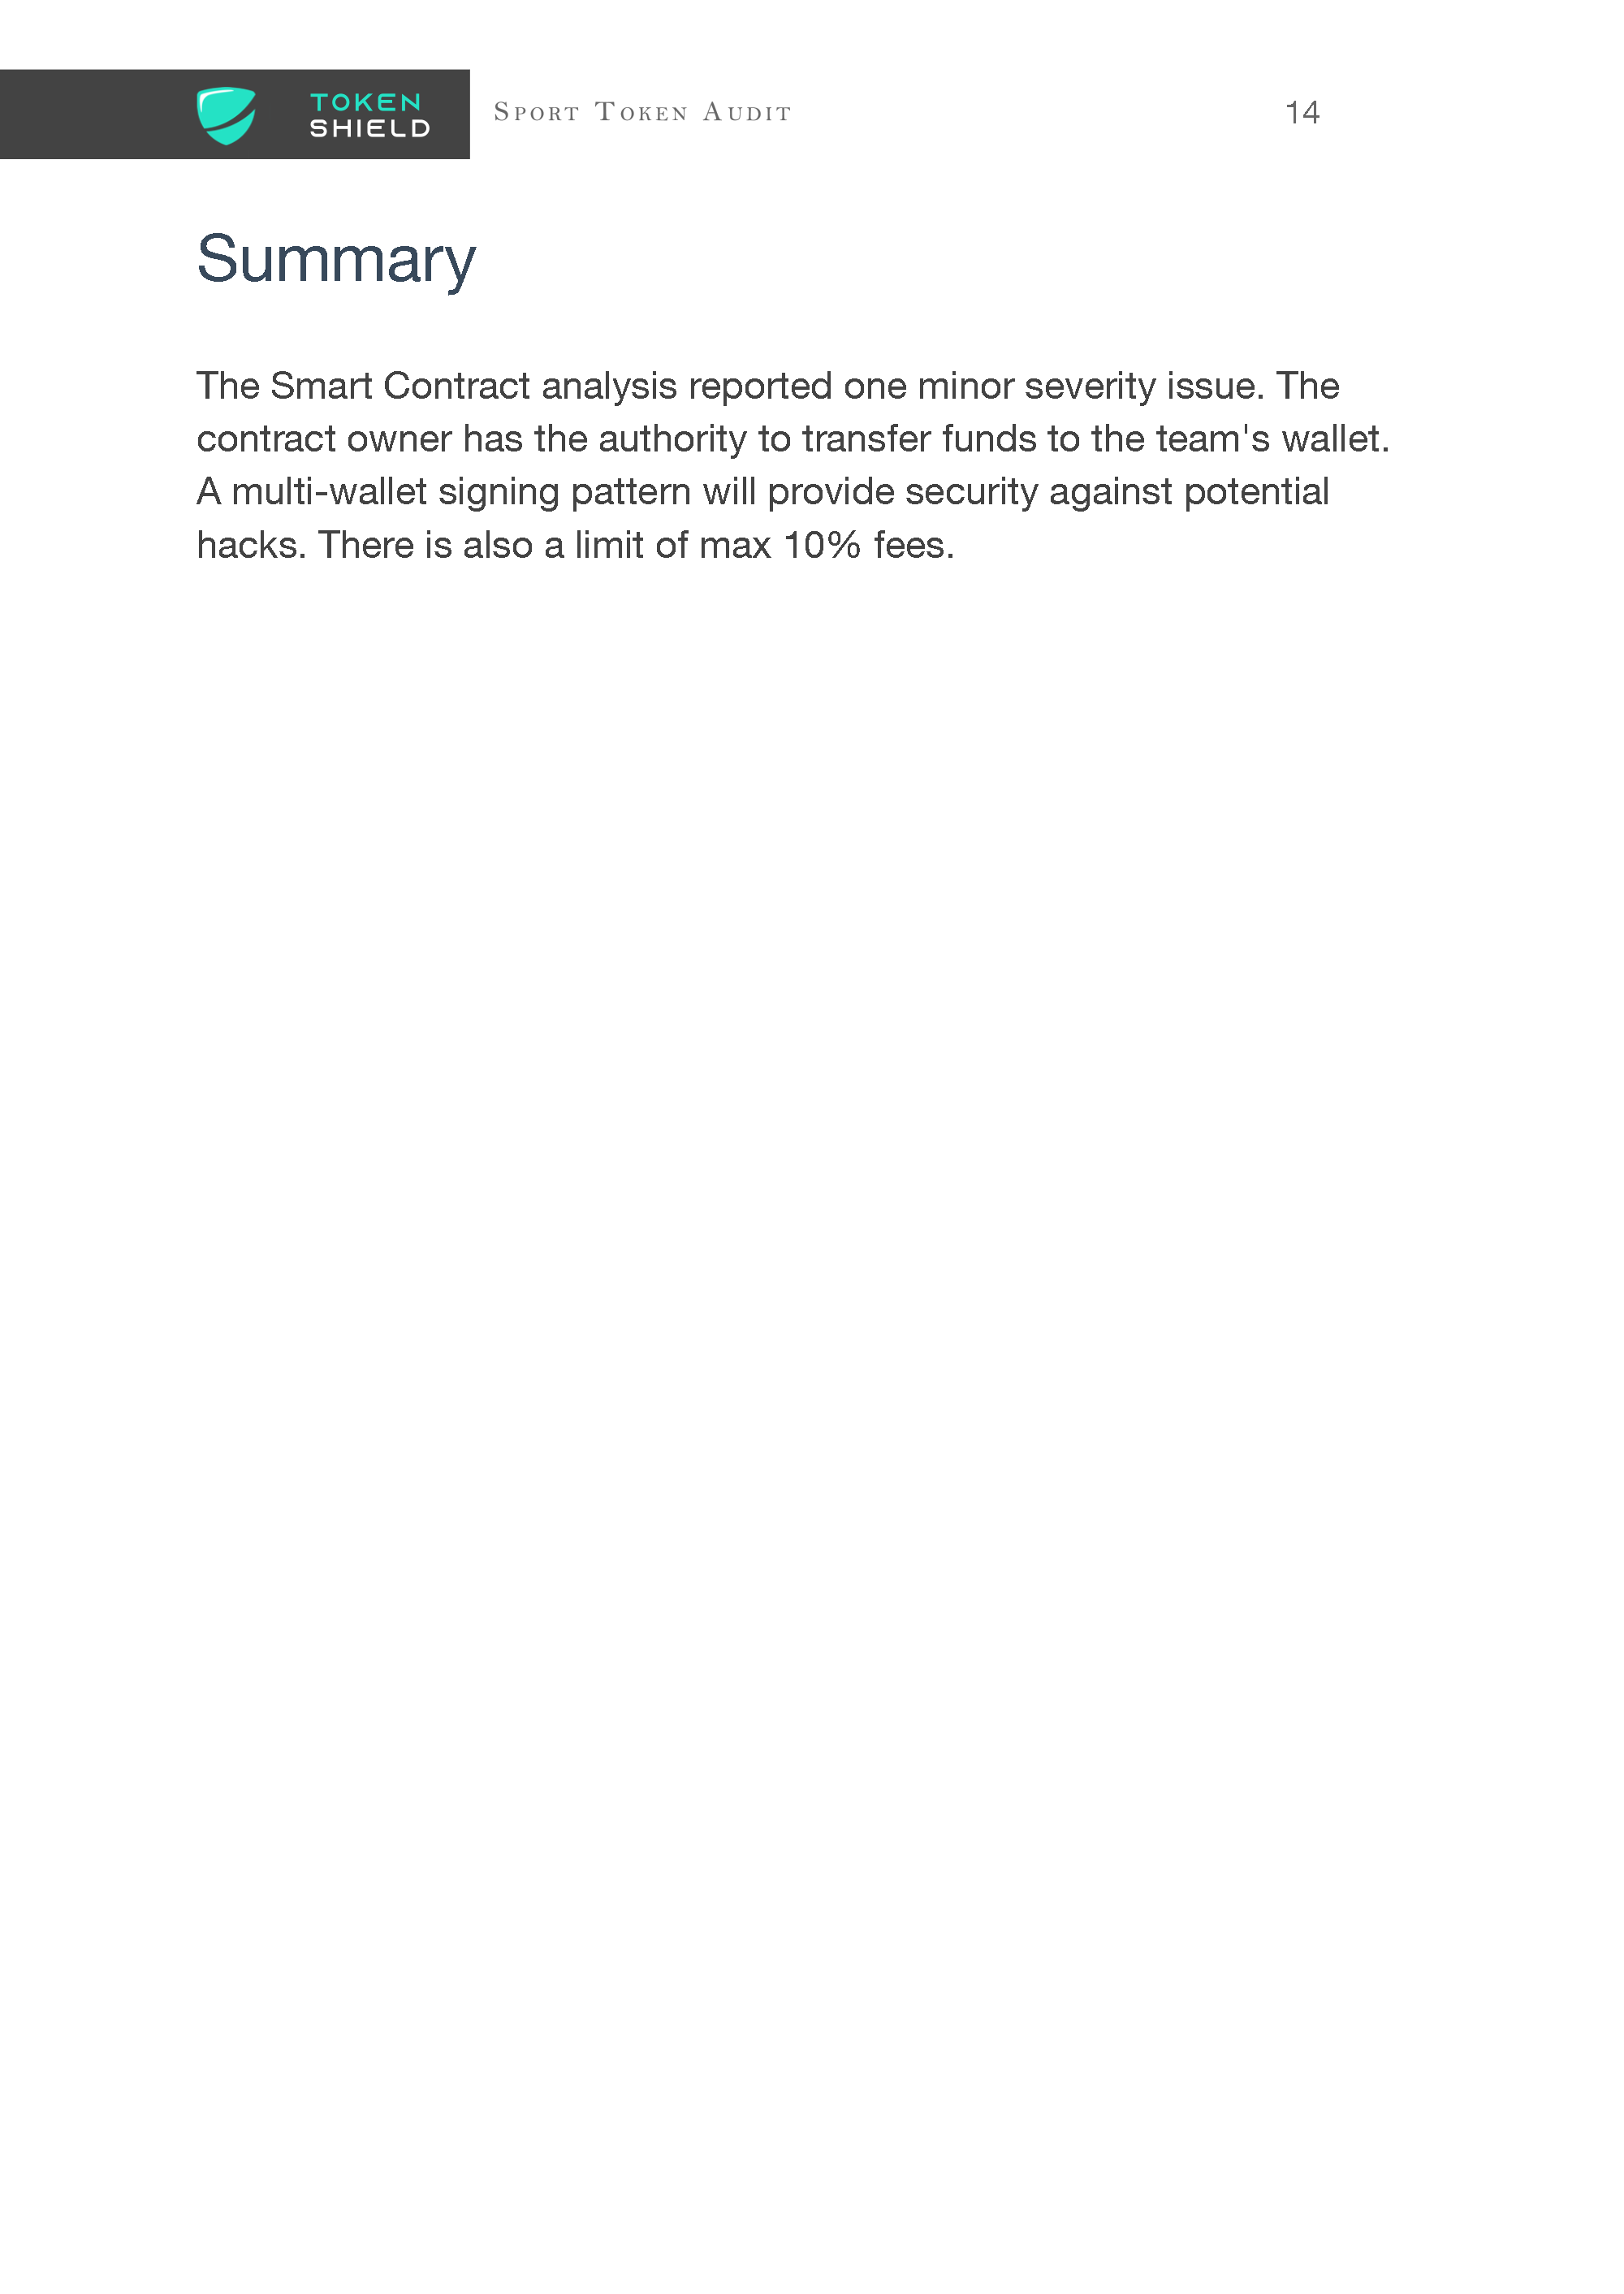 TOKEN
SHIELD
Sport Token Audit
14
Summary
The Smart Contract analysis reported one minor severity issue. The
contract owner has the authority to transfer funds to the team's wallet.
A multi-wallet signing pattern will provide security against potential
hacks. There is also a limit of max 10% fees.